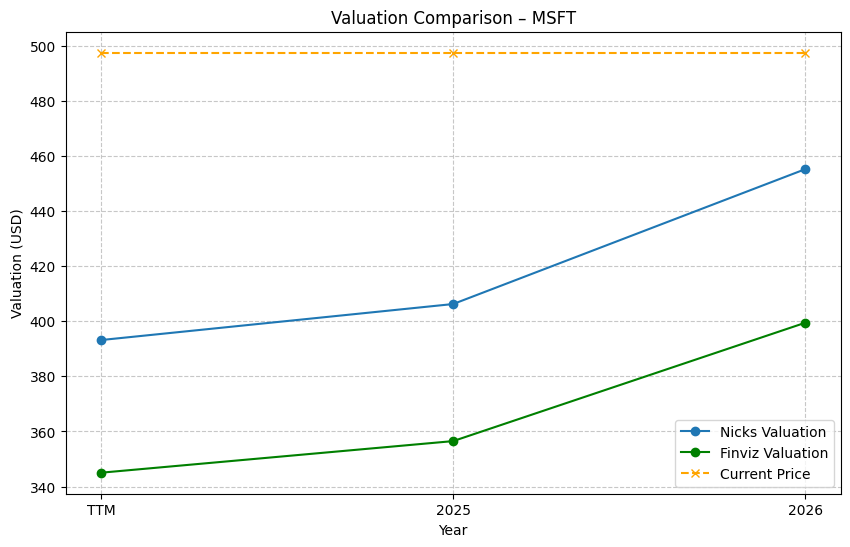 Valuation Comparison – MSFT
Valuation (USD)
500
480
460
440
420
400
380
360
340
TTM
2025
2026
Year
Nicks Valuation
Finviz Valuation
Current Price